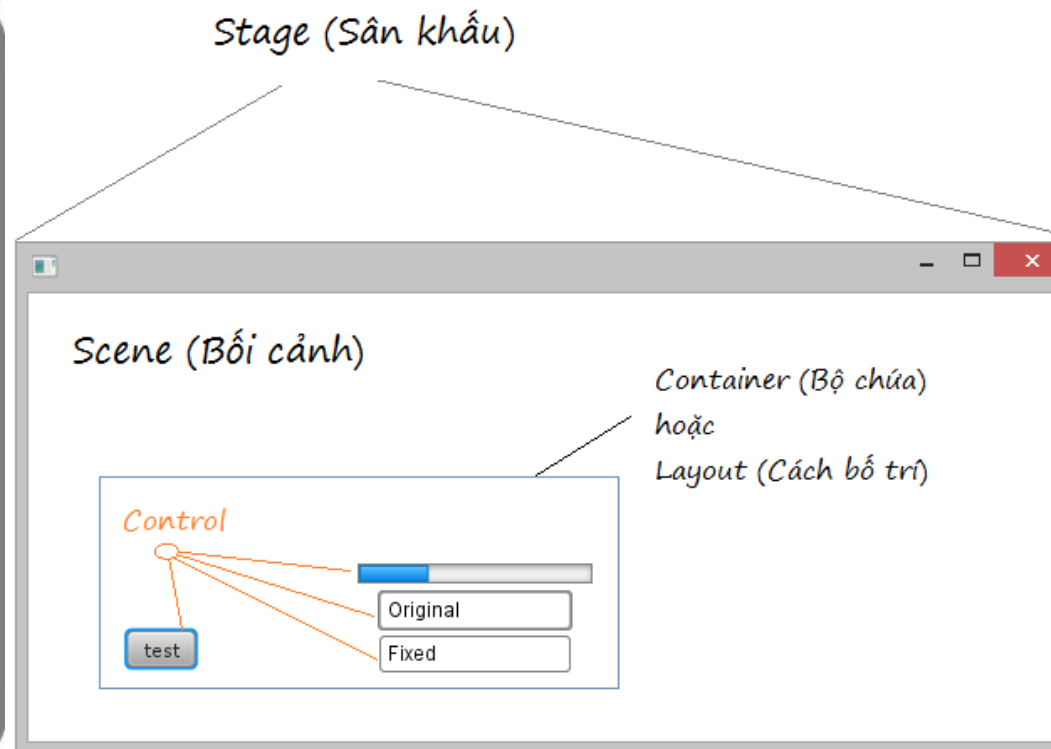 Stage (Sân khấu)
Scene (Bối cảnh)
Container (Bộ chứa)
hoặc
Layout (Cách bố trí)
Control
Original
test
Fixed